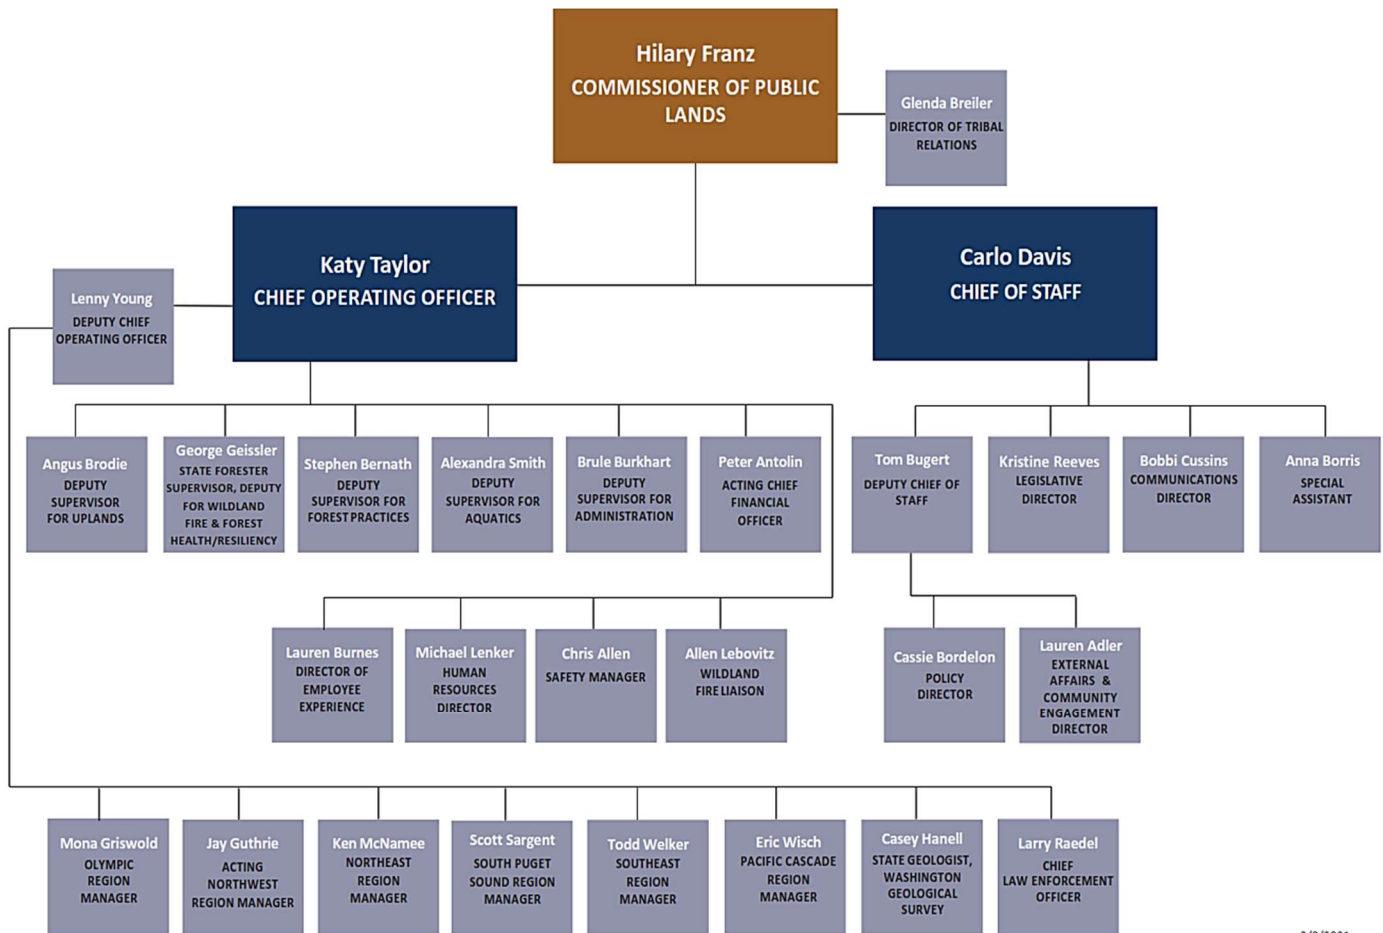 Hilary Franz
COMMISSIONER OF PUBLIC
LANDS
Glenda Breiler
DIRECTOR OF TRIBAL
RELATIONS
Katy Taylor
CHIEF OPERATING OFFICER
Carlo Davis
CHIEF OF STAFF
Lenny Young
DEPUTY CHIEF
OPERATING OFFICER
Angus Brodie
DEPUTY
SUPERVISOR
FOR UPLANDS
George Geissler
STATE FORESTER
SUPERVISOR, DEPUTY
FOR WILDLAND
FIRE & FOREST
HEALTH/RESILIENCY
Stephen Bernath
DEPUTY
SUPERVISOR FOR
FOREST PRACTICES
Alexandra Smith
DEPUTY
SUPERVISOR FOR
AQUATICS
Brule Burkhart
DEPUTY
SUPERVISOR FOR
ADMINISTRATION
Peter Antolin
ACTING CHIEF
FINANCIAL
OFFICER
Tom Bugert
DEPUTY CHIEF OF
STAFF
Kristine Reeves
LEGISLATIVE
DIRECTOR
Bobbi Cussins
COMMUNICATIONS
DIRECTOR
Anna Borris
SPECIAL
ASSISTANT
Lauren Burnes
DIRECTOR OF
EMPLOYEE
EXPERIENCE
Michael Lenker
HUMAN
RESOURCES
DIRECTOR
Chris Allen
SAFETY MANAGER
Allen Lebovitz
WILDLAND
FIRE LIAISON
Cassie Bordelon
POLICY
DIRECTOR
Lauren Adler
EXTERNAL
AFFAIRS &
COMMUNITY
ENGAGEMENT
DIRECTOR
Mona Griswold
OLYMPIC
REGION
MANAGER
Jay Guthrie
ACTING
NORTHWEST
REGION MANAGER
Ken McNamee
NORTHEAST
REGION
MANAGER
Scott Sargent
SOUTH PUGET
SOUND REGION
MANAGER
Todd Welker
SOUTHEAST
REGION
MANAGER
Eric Wisch
PACIFIC CASCADE
REGION
MANAGER
Casey Hanell
STATE GEOLOGIST,
WASHINGTON
GEOLOGICAL
SURVEY
Larry Raedel
CHIEF
LAW ENFORCEMENT
OFFICER